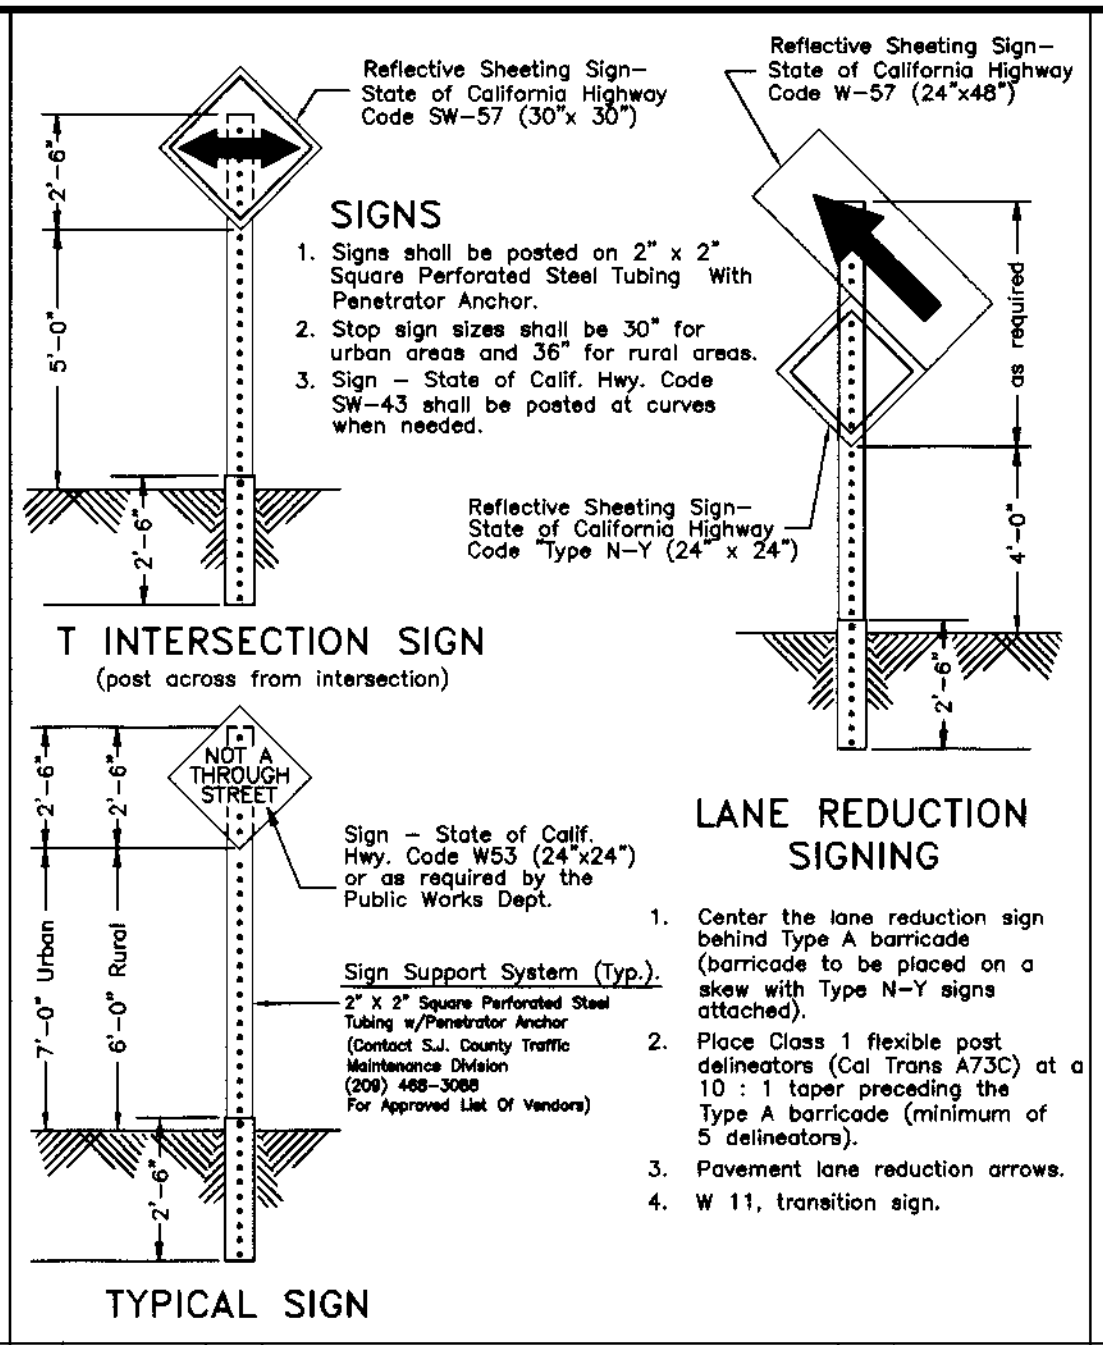 Reflective Sheeting Sign–
State of California Highway
Code SW–57 (30"x 30")
2'–6"
5'–0"
2'–6"
SIGNS
1. Signs shall be posted on 2" x 2"
Square Perforated Steel Tubing With
Penetrator Anchor.
2. Stop sign sizes shall be 30" for
urban areas and 36" for rural areas.
3. Sign – State of Calif. Hwy. Code
SW–43 shall be posted at curves
when needed.
T INTERSECTION SIGN
(post across from intersection)
Reflective Sheeting Sign–
State of California Highway
Code W–57 (24"x48")
as required
4'–0"
2'–6"
Reflective Sheeting Sign–
State of California Highway
Code "Type N–Y (24" x 24")
LANE REDUCTION
SIGNING
1. Center the lane reduction sign
behind Type A barricade
(barricade to be placed on a
skew with Type N–Y signs
attached).
2. Place Class 1 flexible post
delineators (Cal Trans A73C) at a
10 : 1 taper preceding the
Type A barricade (minimum of
5 delineators).
3. Pavement lane reduction arrows.
4. W 11, transition sign.
NOT A
THROUGH
STREET
2'–6"
2'–6"
7'–0" Urban
6'–0" Rural
2'–6"
Sign – State of Calif.
Hwy. Code W53 (24"x24")
or as required by the
Public Works Dept.
Sign Support System (Typ.).
2" X 2" Square Perforated Steel
Tubing w/Penetrator Anchor
(Contact S.J. County Traffic
Maintenance Division
(209) 468–3088
For Approved List Of Vendors)
TYPICAL SIGN